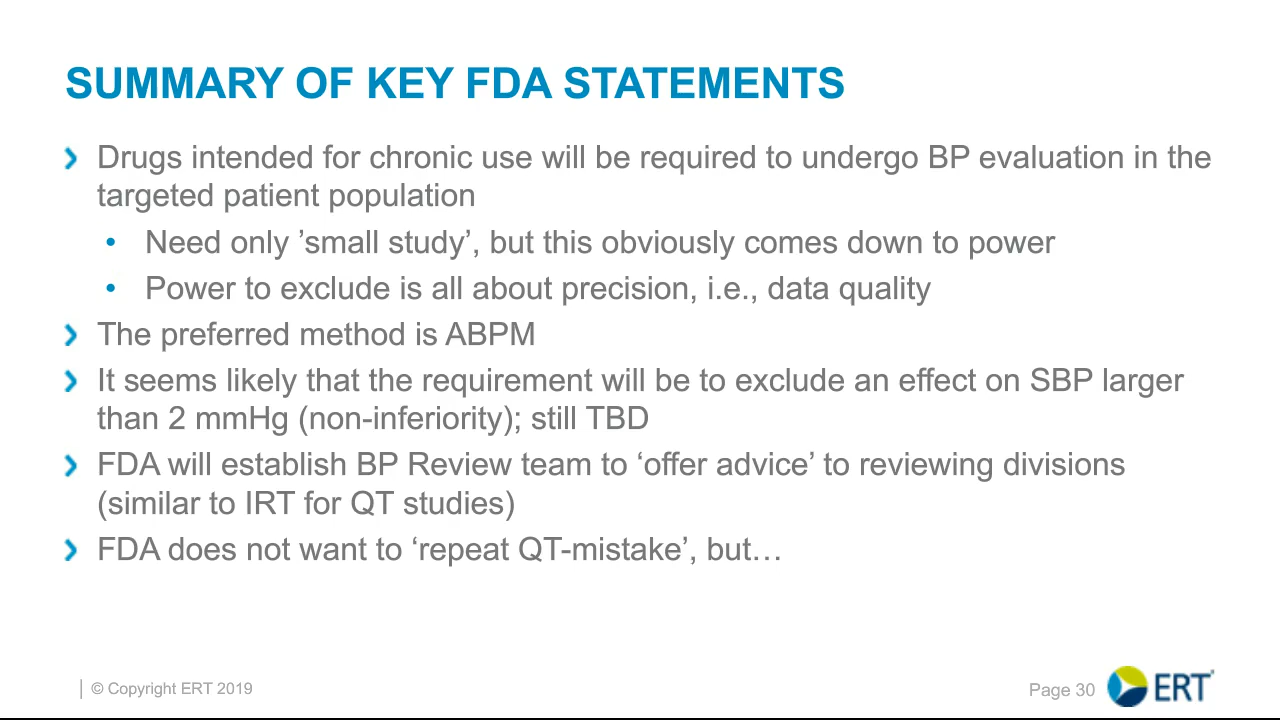 SUMMARY OF KEY FDA STATEMENTS
Drugs intended for chronic use will be required to undergo BP evaluation in the
targeted patient population
• Need only ’small study’, but this obviously comes down to power
• Power to exclude is all about precision, i.e., data quality
The preferred method is ABPM
It seems likely that the requirement will be to exclude an effect on SBP larger
than 2 mmHg (non-inferiority); still TBD
FDA will establish BP Review team to ‘offer advice’ to reviewing divisions
(similar to IRT for QT studies)
FDA does not want to ‘repeat QT-mistake’, but…
© Copyright ERT 2019
Page 30
ERT